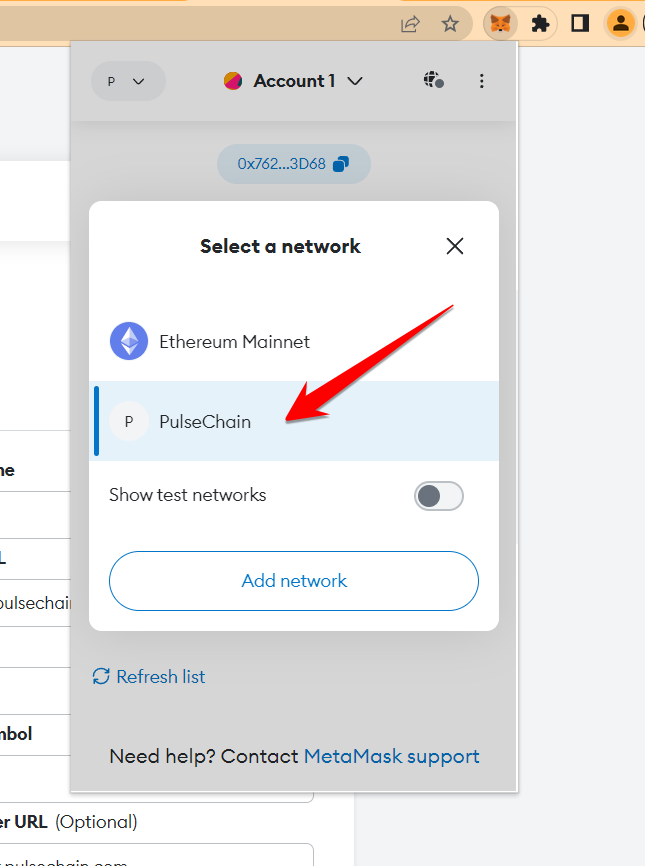 P
Account 1
0x762...3D68
Select a network
Ethereum Mainnet
P PulseChain
Show test networks
Add network
Refresh list
Need help? Contact MetaMask support
me
L
pulsechain
mbol
er URL (Optional)
.pulsechain.com